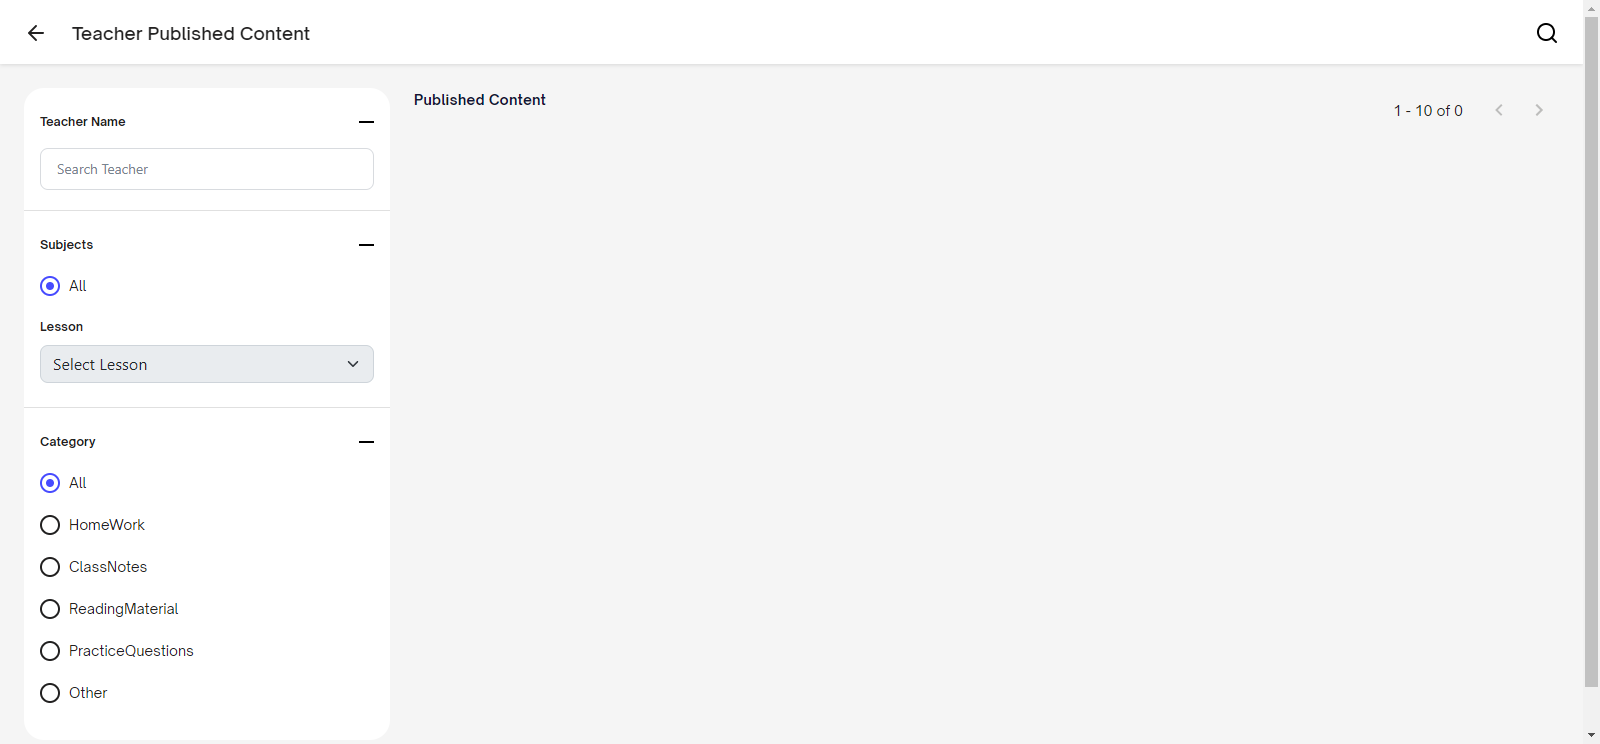 Teacher Published Content
Teacher Name
Search Teacher
Subjects
All
Lesson
Select Lesson
Category
All
HomeWork
ClassNotes
ReadingMaterial
PracticeQuestions
Other
Published Content
1 - 10 of 0